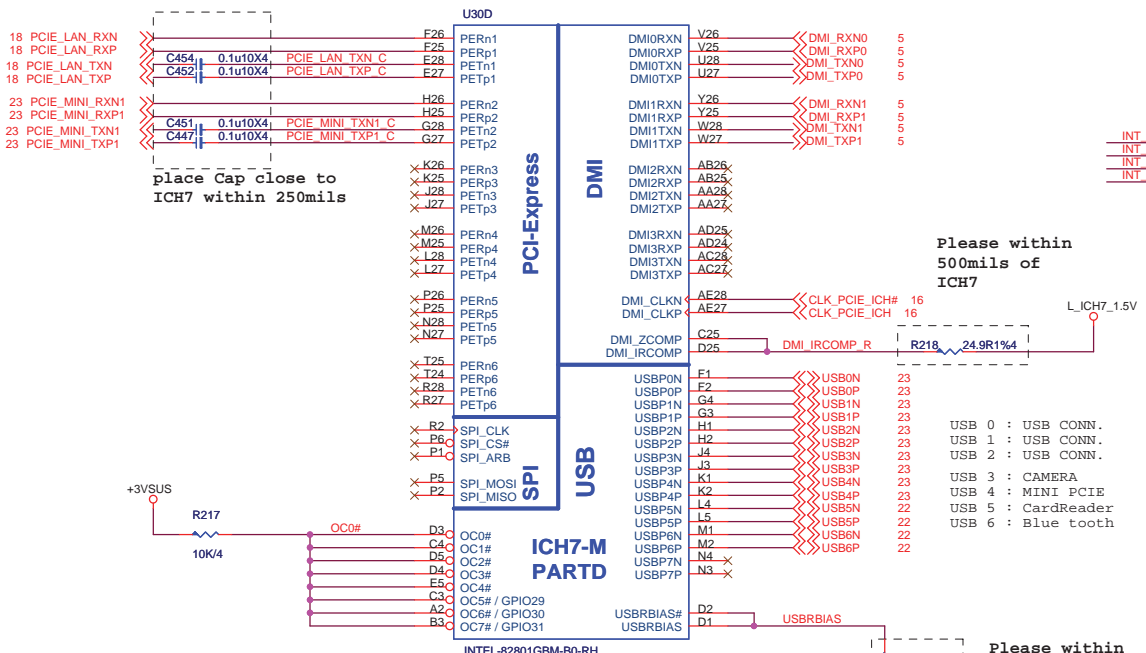 U30D
18 PCIE_LAN_RXN F26 PERn1 DMI0RXN V26 DMI_RXN0 5
18 PCIE_LAN_RXP F25 PERp1 DMI0RXP V25 DMI_RXP0 5
18 PCIE_LAN_TXN C454 0.1u10X4 PCIE_LAN_TXN_C E28 PETn1 DMI0TXN U28 DMI_TXN0 5
18 PCIE_LAN_TXP C452 0.1u10X4 PCIE_LAN_TXP_C E27 PETp1 DMI0TXP U27 DMI_TXP0 5
23 PCIE_MINI_RXN1 H26 PERn2 DMI1RXN Y26 DMI_RXN1 5
23 PCIE_MINI_RXP1 H25 PERp2 DMI1RXP Y25 DMI_RXP1 5
23 PCIE_MINI_TXN1 C451 0.1u10X4 PCIE_MINI_TXN1_C G28 PETn2 DMI1TXN W28 DMI_TXN1 5
23 PCIE_MINI_TXP1 C447 0.1u10X4 PCIE_MINI_TXP1_C G27 PETp2 DMI1TXP W27 DMI_TXP1 5
INT_
INT_
INT_
INT_
place Cap close to
ICH7 within 250mils
K26 PERn3 DMI2RXN AB26
K25 PERp3 DMI2RXP AB25
J28 PETn3 DMI2TXN AA28
J27 PETp3 DMI2TXP AA27
PCI-Express
DMI
M26 PERn4 DMI3RXN AD25
M25 PERp4 DMI3RXP AD24
L28 PETn4 DMI3TXN AC28
L27 PETp4 DMI3TXP AC27
Please within
500mils of
ICH7
P26 PERn5 DMI_CLKN AE28 CLK_PCIE_ICH# 16
P25 PERp5 DMI_CLKP AE27 CLK_PCIE_ICH 16
L_ICH7_1.5V
N28 PETn5
N27 PETp5 DMI_ZCOMP C25
DMI_IRCOMP D25 DMI_IRCOMP_R R218 24.9R1%4
T25 PERn6 USBP0N F1 USB0N 23
T24 PERp6 USBP0P F2 USB0P 23
R28 PETn6 USBP1N G4 USB1N 23
R27 PETp6 USBP1P G3 USB1P 23
R2 SPI_CLK USBP2N H1 USB2N 23
P6 SPI_CS# USBP2P H2 USB2P 23
P1 SPI_ARB USBP3N J4 USB3N 23
USBP3P J3 USB3P 23
P5 SPI_MOSI USBP4N K1 USB4N 23
P2 SPI_MISO USBP4P K2 USB4P 23
USBP5N L4 USB5N 22
USBP5P L5 USB5P 22
USBP6N M1 USB6N 22
USBP6P M2 USB6P 22
USBP7N N4
USBP7P N3
SPI
USB
USB 0 : USB CONN.
USB 1 : USB CONN.
USB 2 : USB CONN.
USB 3 : CAMERA
USB 4 : MINI PCIE
USB 5 : CardReader
USB 6 : Blue tooth
+3VSUS
R217
10K/4
OC0# D3 OC0#
C4 OC1#
D5 OC2#
D4 OC3#
E5 OC4#
C3 OC5# / GPIO29
A2 OC6# / GPIO30
B3 OC7# / GPIO31
ICH7-M
PARTD
USBRBIAS# D2
USBRBIAS D1 USBRBIAS
INTEL-82801GBM-B0-RH
Please within